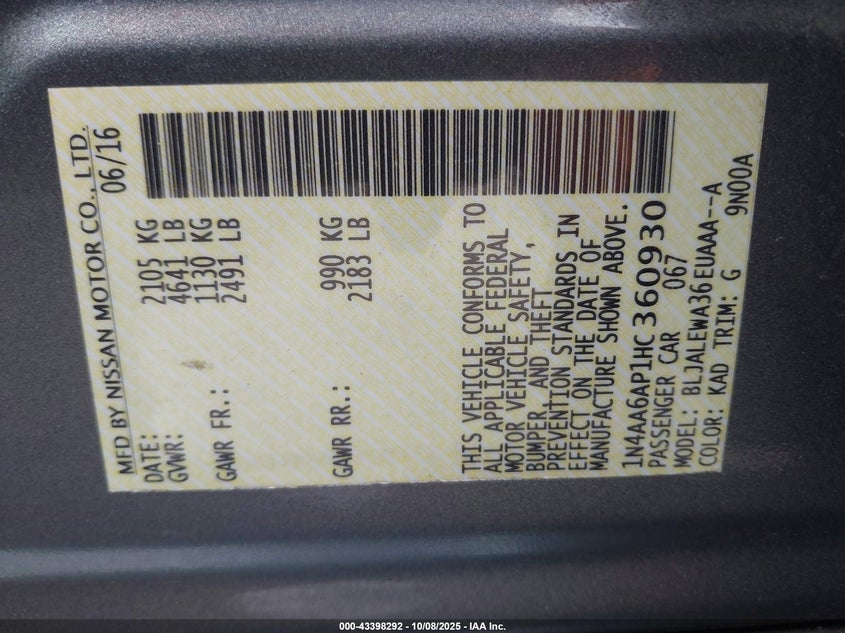 MFD BY NISSAN MOTOR CO., LTD.
DATE: 06/16
GVWR: 2105 KG
4641 LB
GAWR FR.: 1130 KG
2491 LB
GAWR RR.: 990 KG
2183 LB
THIS VEHICLE CONFORMS TO
ALL APPLICABLE FEDERAL
MOTOR VEHICLE SAFETY,
BUMPER, AND THEFT
PREVENTION STANDARDS IN
EFFECT ON THE DATE OF
MANUFACTURE SHOWN ABOVE.
1N4AA6AP1HC360930
PASSENGER CAR 067
MODEL: BLJALEWA36EUAAA--A
COLOR: KAD TRIM: G 9N00A
000-43398292 - 10/08/2025 - IAA Inc.